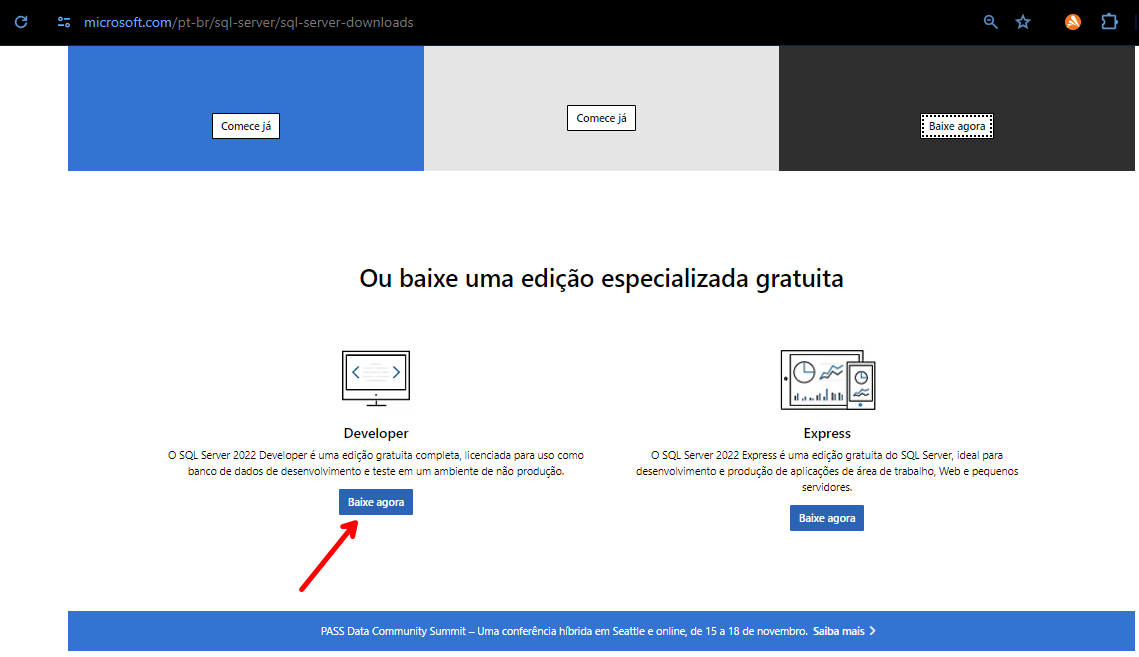 microsoft.com/pt-br/sql-server/sql-server-downloads
Comece já
Comece já
Baixe agora
Ou baixe uma edição especializada gratuita
Developer
O SQL Server 2022 Developer é uma edição gratuita completa, licenciada para uso como
banco de dados de desenvolvimento e teste em um ambiente de não produção.
Baixe agora
Express
O SQL Server 2022 Express é uma edição gratuita do SQL Server, ideal para
desenvolvimento e produção de aplicações de área de trabalho, Web e pequenos
servidores.
Baixe agora
PASS Data Community Summit – Uma conferência híbrida em Seattle e online, de 15 a 18 de novembro. Saiba mais